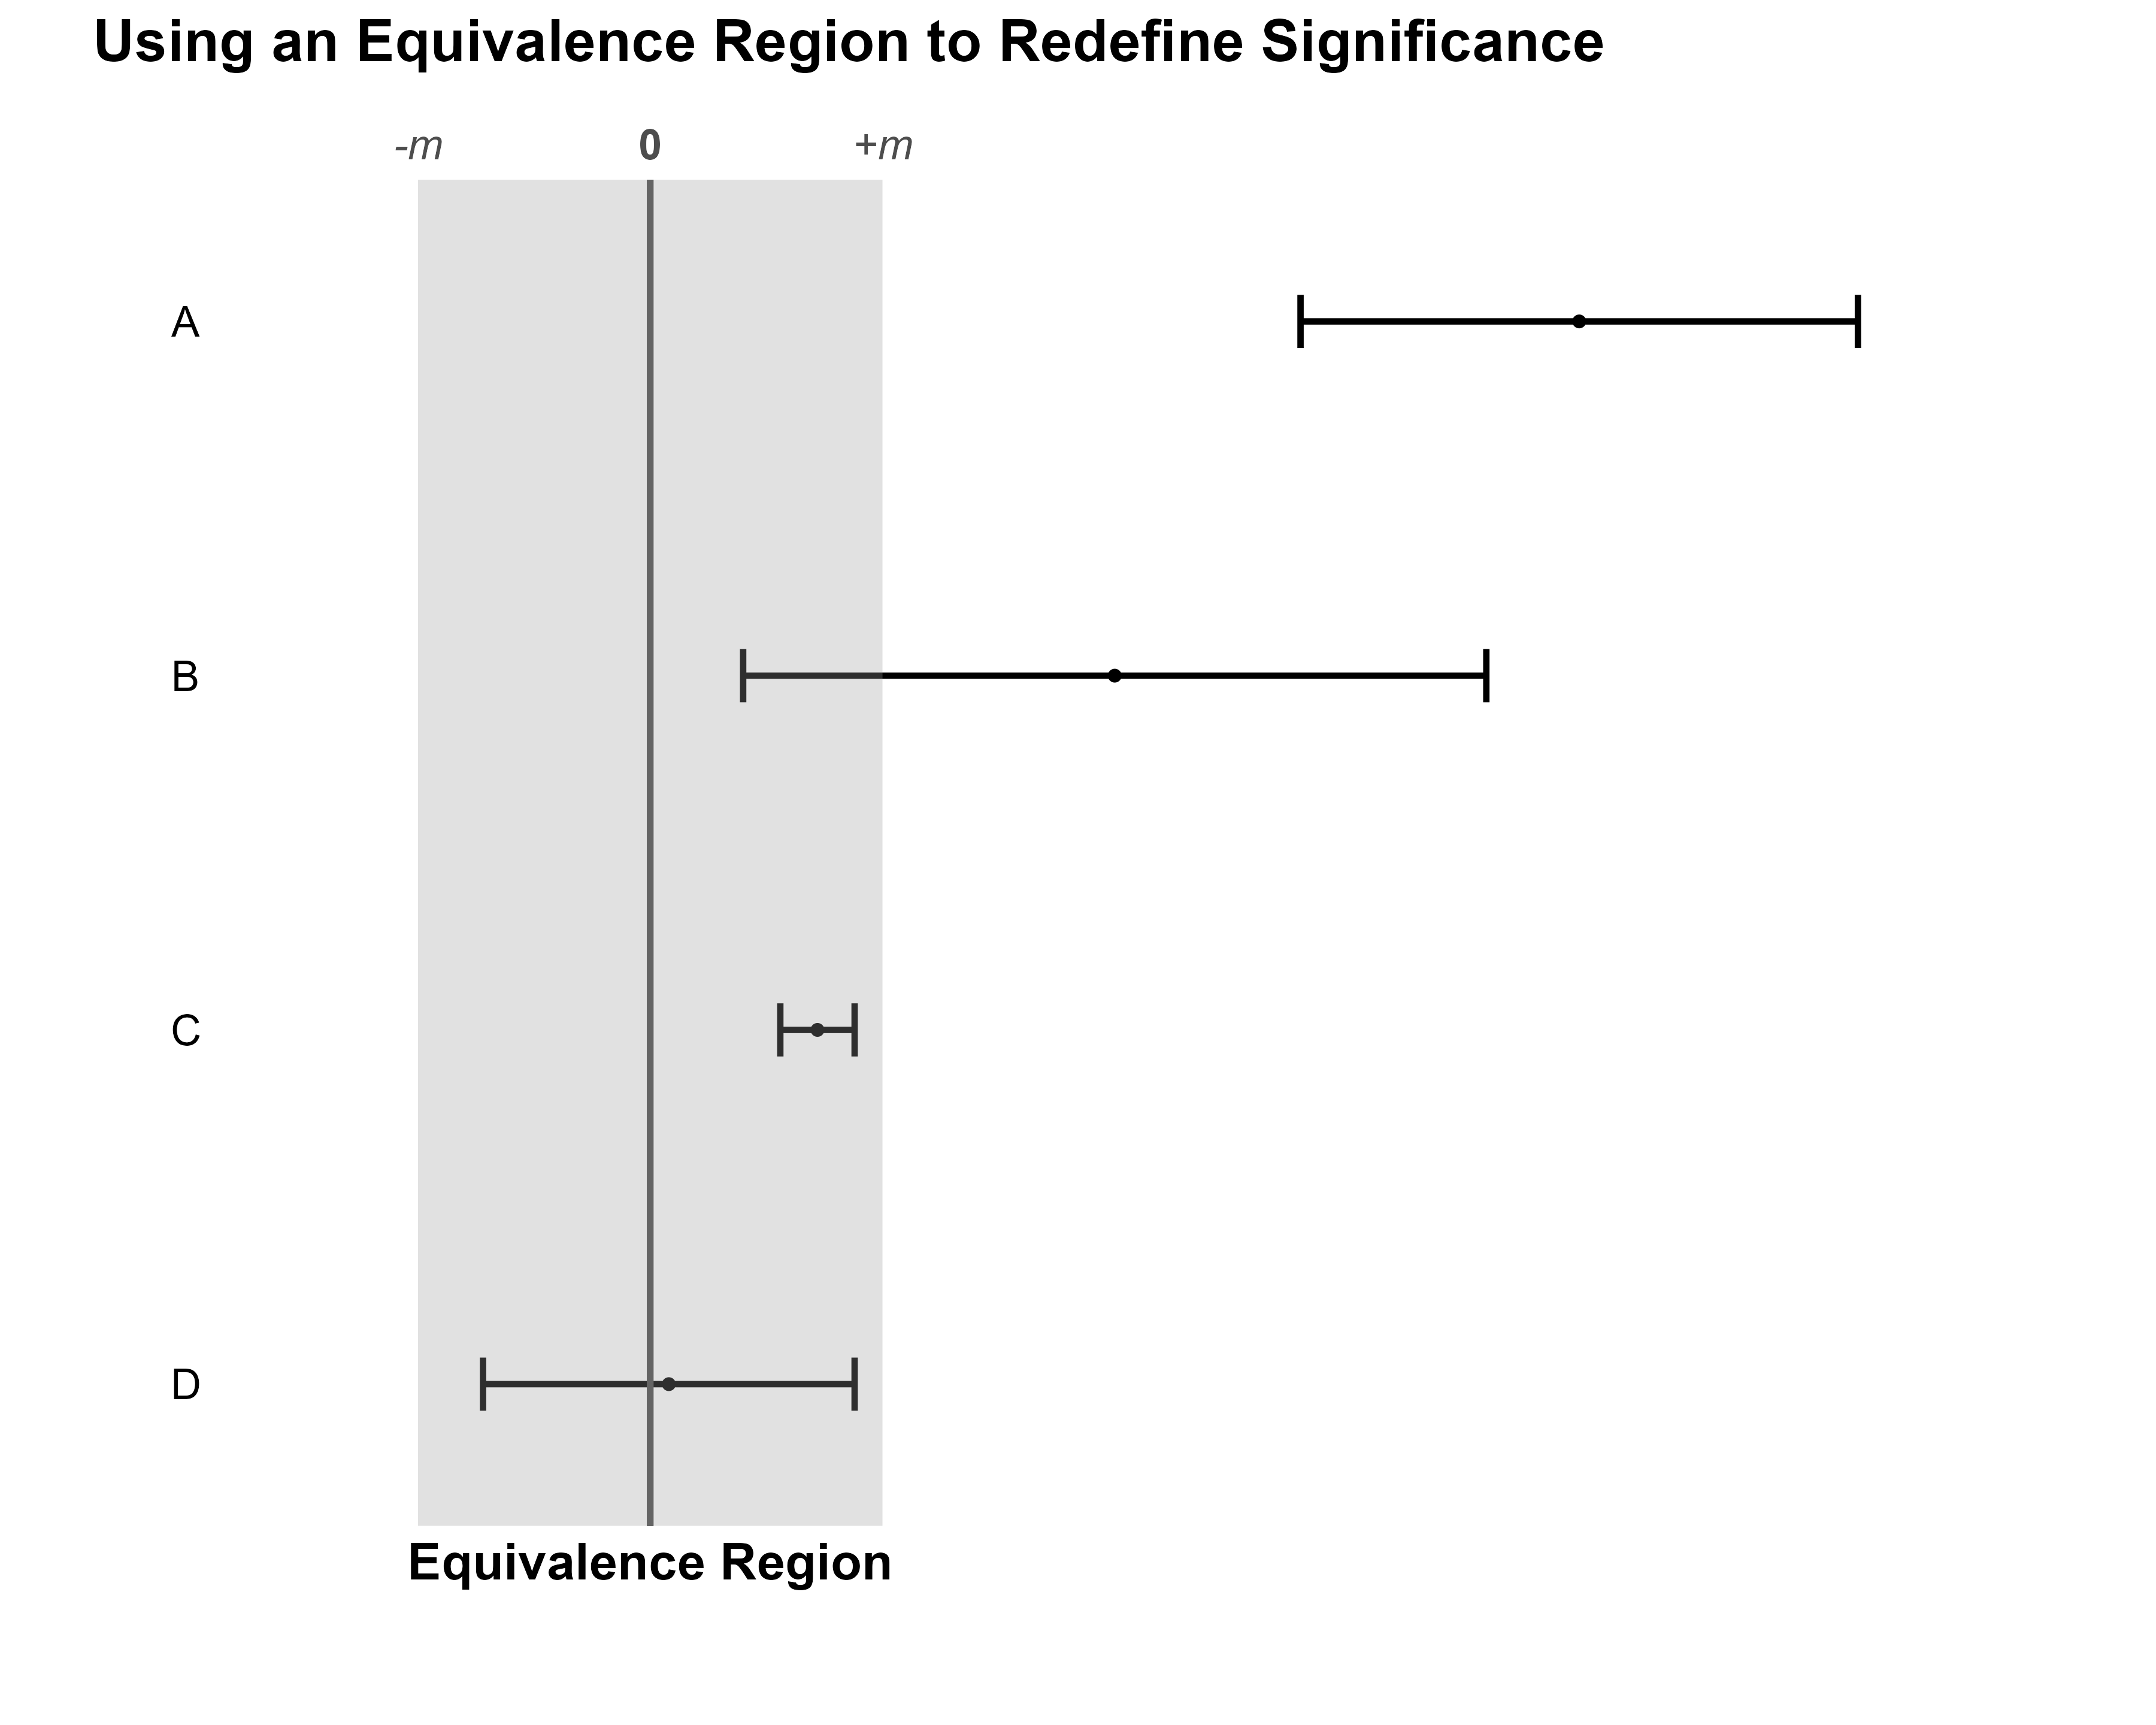 Using an Equivalence Region to Redefine Significance
-m 0 +m
A
B
C
D
Equivalence Region